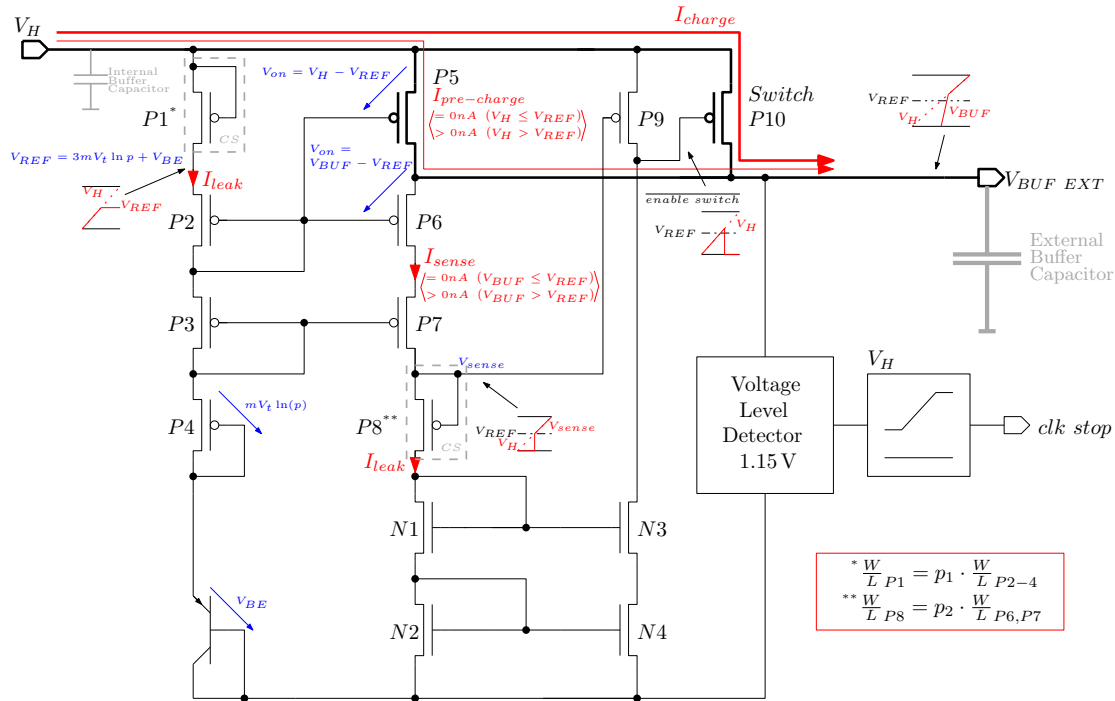 V_H
I_charge
Internal
Buffer
Capacitor
P1*
CS
V_on = V_H − V_REF
P5
I_pre−charge
= 0nA (V_H ≤ V_REF)
> 0nA (V_H > V_REF)
P9
Switch
P10
V_REF
V_H
V_BUF
V_REF = 3mV_t ln p + V_BE
I_leak
V_on =
V_BUF − V_REF
V_BUF EXT
V_H
V_REF
P2
P6
enable switch
V_REF
V_H
I_sense
= 0nA (V_BUF ≤ V_REF)
> 0nA (V_BUF > V_REF)
External
Buffer
Capacitor
P3
P7
V_sense
V_H
mV_t ln(p)
P4
P8**
CS
V_REF
V_H
V_sense
Voltage
Level
Detector
1.15 V
clk stop
I_leak
N1
N3
V_BE
N2
N4
* W/L P1 = p_1 · W/L P2−4
** W/L P8 = p_2 · W/L P6,P7